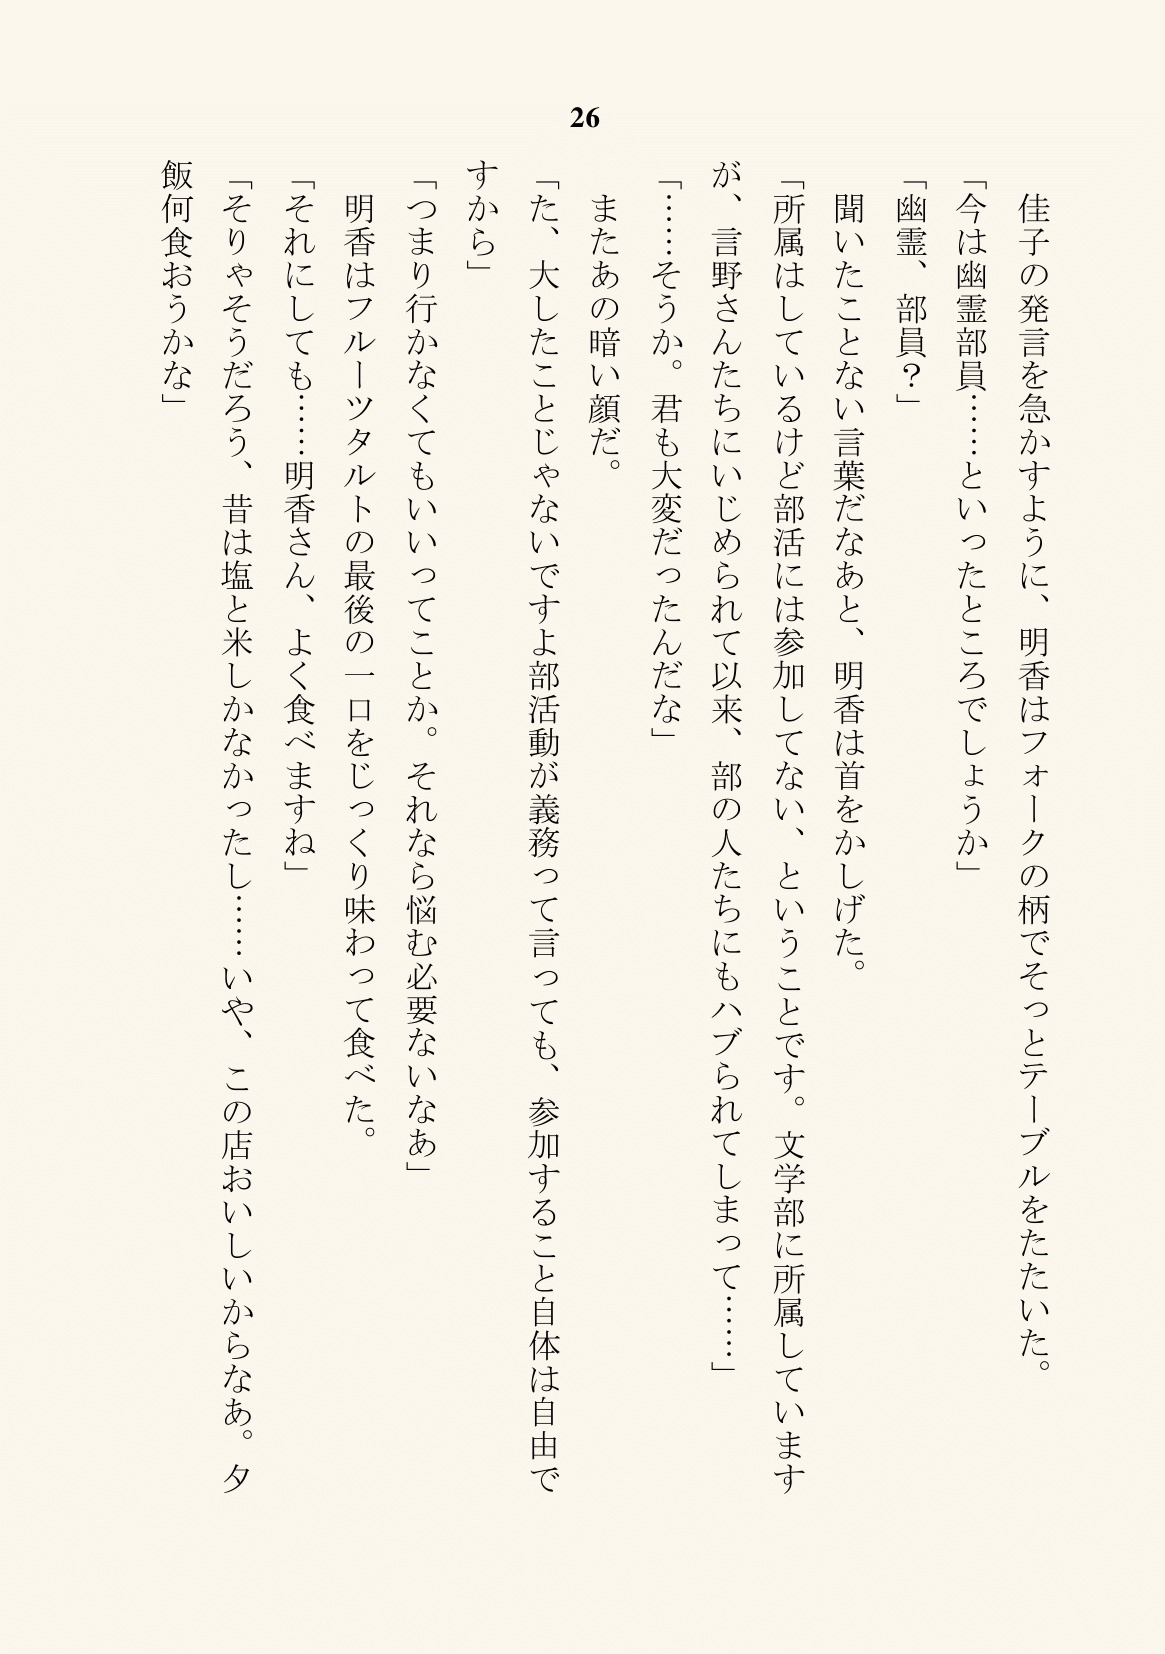 26
佳子の発言を急かすように、明香はフォークの柄でそっとテーブルをたたいた。
「今は幽霊部員……といったところでしょうか」
「幽霊、部員？」
聞いたことない言葉だなあと、明香は首をかしげた。
「所属はしているけど部活には参加してない、ということです。文学部に所属しています
が、言野さんたちにいじめられて以来、部の人たちにもハブられてしまって……」
「……そうか。君も大変だったんだな」
またあの暗い顔だ。
「た、大したことじゃないですよ部活動が義務って言っても、参加すること自体は自由で
すから」
「つまり行かなくてもいいってことか。それなら悩む必要ないなあ」
明香はフルーツタルトの最後の一口をじっくり味わって食べた。
「それにしても……明香さん、よく食べますね」
「そりゃそうだろう、昔は塩と米しかなかったし……いや、この店おいしいからなあ。夕
飯何食おうかな」